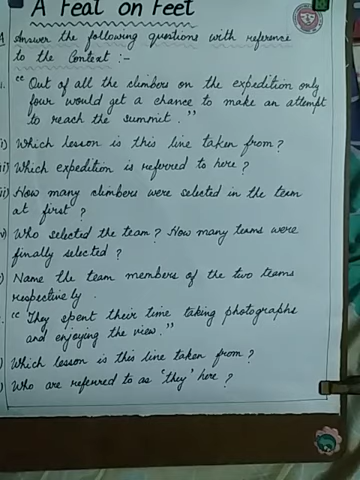 A Feat on Feet
A Answer the following questions with reference
to the Context :-
1. "Out of all the climbers on the expedition only
four would get a chance to make an attempt
to reach the summit."
i) Which lesson is this line taken from?
ii) Which expedition is referred to here?
iii) How many climbers were selected in the team
at first?
v) Who selected the team? How many teams were
finally selected?
) Name the team members of the two teams
respectively.
"They spent their time taking photographs
and enjoying the view."
) Which lesson is this line taken from?
) Who are referred to as 'they' here?